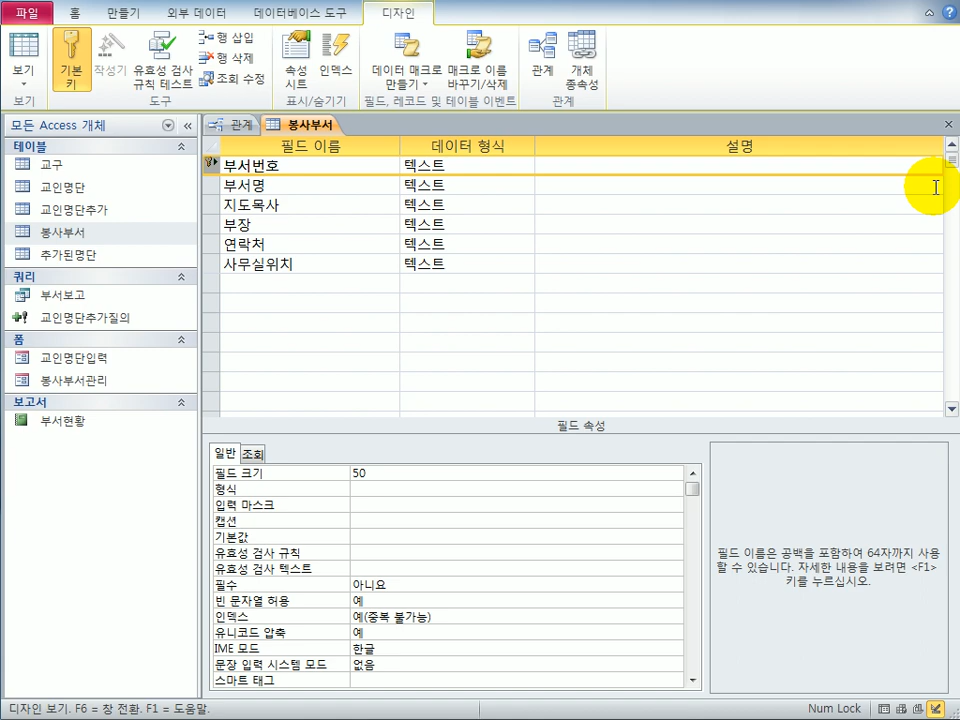 파일 홈 만들기 외부 데이터 데이터베이스 도구 디자인
보기 기본 키 작성기 유효성 검사 규칙 테스트 행 삽입 행 삭제 조회 수정 속성 시트 인덱스 데이터 매크로 만들기 매크로 이름 바꾸기/삭제 관계 개체 종속성
보기 도구 표시/숨기기 필드, 레코드 및 테이블 이벤트 관계
모든 Access 개체
테이블
교구
교인명단
교인명단추가
봉사부서
추가된명단
쿼리
부서보고
교인명단추가질의
폼
교인명단입력
봉사부서관리
보고서
부서현황
관계 봉사부서
필드 이름 데이터 형식 설명
부서번호 텍스트
부서명 텍스트
지도목사 텍스트
부장 텍스트
연락처 텍스트
사무실위치 텍스트
필드 속성
일반 조회
필드 크기 50
형식
입력 마스크
캡션
기본값
유효성 검사 규칙
유효성 검사 텍스트
필수 아니요
빈 문자열 허용 예
인덱스 예(중복 불가능)
유니코드 압축 예
IME 모드 한글
문장 입력 시스템 모드 없음
스마트 태그
필드 이름은 공백을 포함하여 64자까지 사용
할 수 있습니다. 자세한 내용을 보려면 <F1>
키를 누르십시오.
디자인 보기. F6 = 창 전환. F1 = 도움말. Num Lock